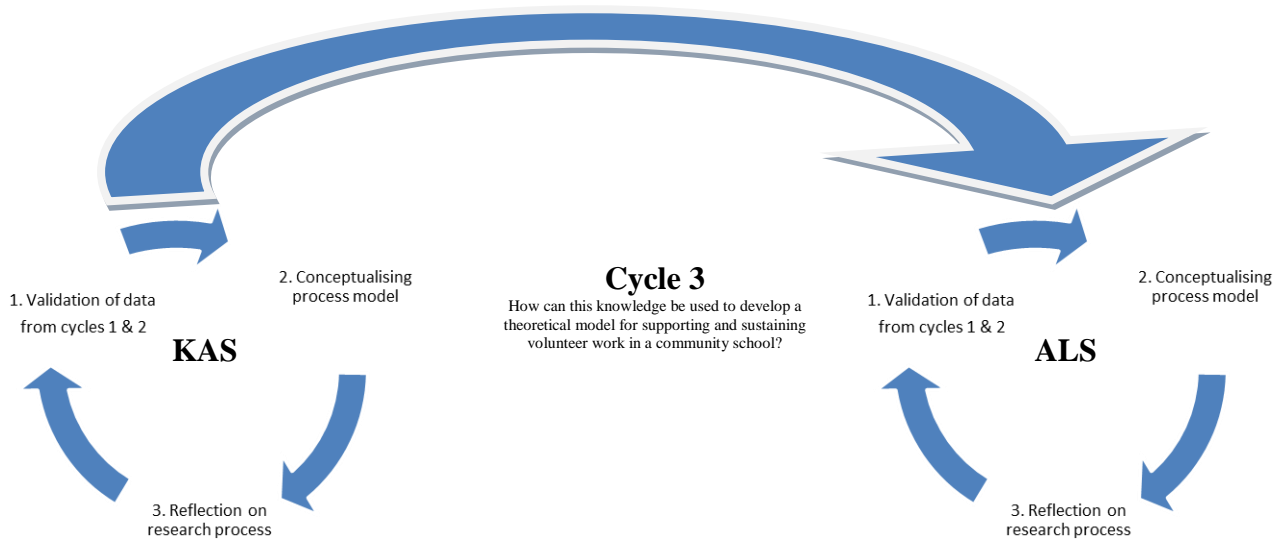 1. Validation of data
from cycles 1 & 2
2. Conceptualising
process model
KAS
3. Reflection on
research process
Cycle 3
How can this knowledge be used to develop a
theoretical model for supporting and sustaining
volunteer work in a community school?
1. Validation of data
from cycles 1 & 2
2. Conceptualising
process model
ALS
3. Reflection on
research process